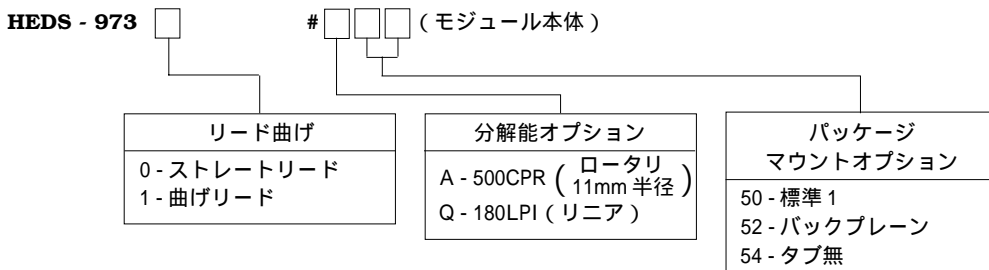 HEDS - 973 # ( モジュール本体 )
リード曲げ
0 - ストレートリード
1 - 曲げリード
分解能オプション
A - 500CPR ( ロータリ
11mm 半径 )
Q - 180LPI ( リニア )
パッケージ
マウントオプション
50 - 標準 1
52 - バックプレーン
54 - タブ無